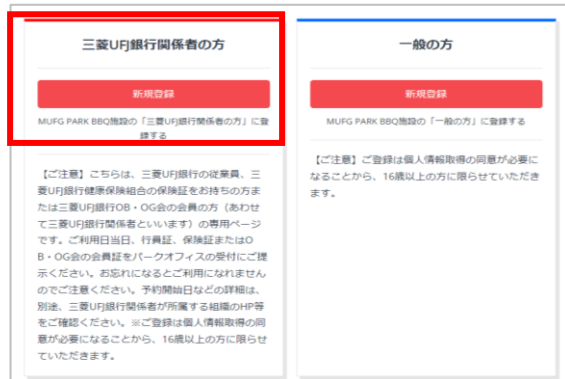 三菱UFJ銀行関係者の方
新規登録
MUFG PARK BBQ施設の「三菱UFJ銀行関係者の方」に登
録する
【ご注意】こちらは、三菱UFJ銀行の従業員、三
菱UFJ銀行健康保険組合の保険証をお持ちの方ま
たは三菱UFJ銀行OB・OG会の会員の方（あわせ
て三菱UFJ銀行関係者といいます）の専用ページ
です。ご利用日当日、行員証、保険証またはO
B・OG会の会員証をパークオフィスの受付にご提
示ください。お忘れになるとご利用になれません
のでご注意ください。予約開始日などの詳細は、
別途、三菱UFJ銀行関係者が所属する組織のHP等
をご確認ください。※ご登録は個人情報取得の同
意が必要になることから、16歳以上の方に限らせ
ていただきます。
一般の方
新規登録
MUFG PARK BBQ施設の「一般の方」に登録する
【ご注意】ご登録は個人情報取得の同意が必要に
なることから、16歳以上の方に限らせていただき
ます。